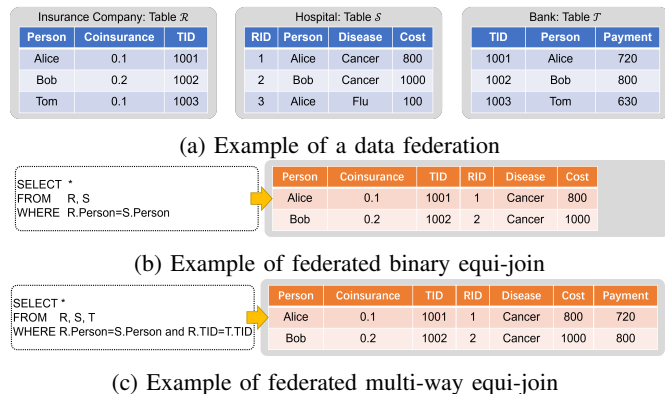 Insurance Company: Table ℛ
Person Coinsurance TID
Alice 0.1 1001
Bob 0.2 1002
Tom 0.1 1003
Hospital: Table 𝒮
RID Person Disease Cost
1 Alice Cancer 800
2 Bob Cancer 1000
3 Alice Flu 100
Bank: Table 𝒯
TID Person Payment
1001 Alice 720
1002 Bob 800
1003 Tom 630
(a) Example of a data federation
SELECT *
FROM R, S
WHERE R.Person=S.Person
Person Coinsurance TID RID Disease Cost
Alice 0.1 1001 1 Cancer 800
Bob 0.2 1002 2 Cancer 1000
(b) Example of federated binary equi-join
SELECT *
FROM R, S, T
WHERE R.Person=S.Person and R.TID=T.TID
Person Coinsurance TID RID Disease Cost Payment
Alice 0.1 1001 1 Cancer 800 720
Bob 0.2 1002 2 Cancer 1000 800
(c) Example of federated multi-way equi-join